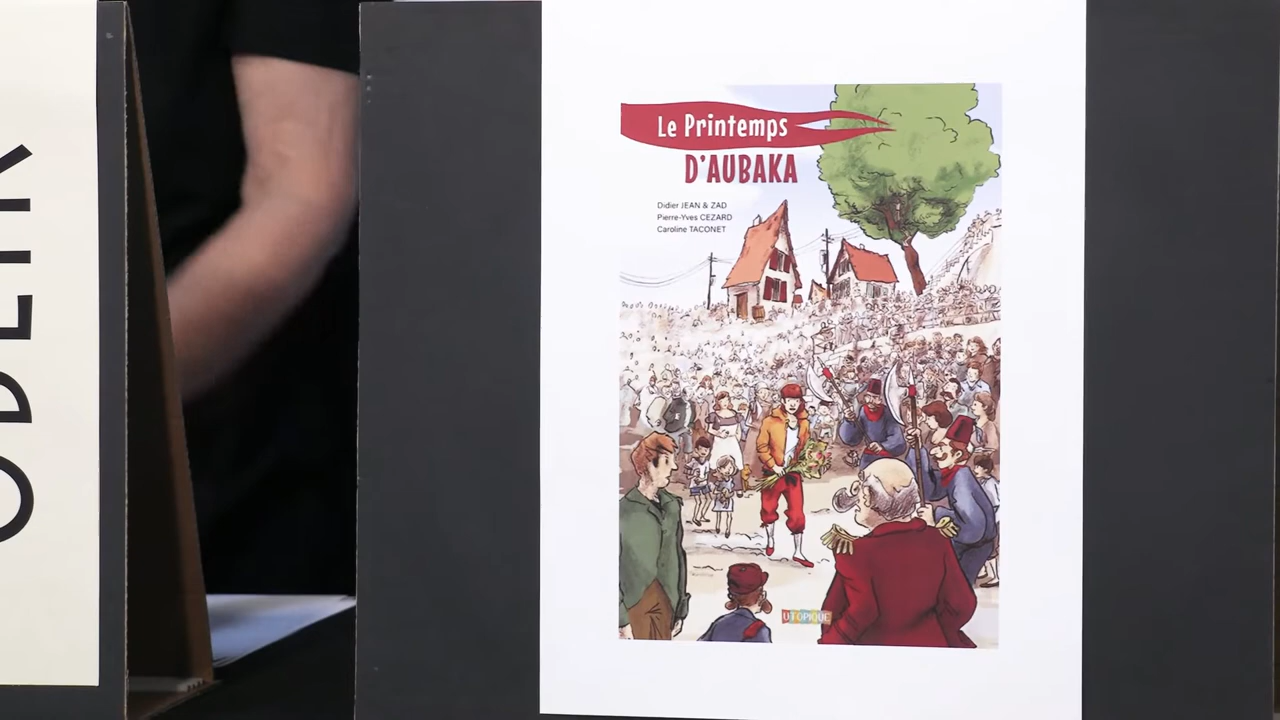 Le Printemps
D'AUBAKA
Didier JEAN & ZAD
Pierre-Yves CEZARD
Caroline TACONET
UTOPIQUE